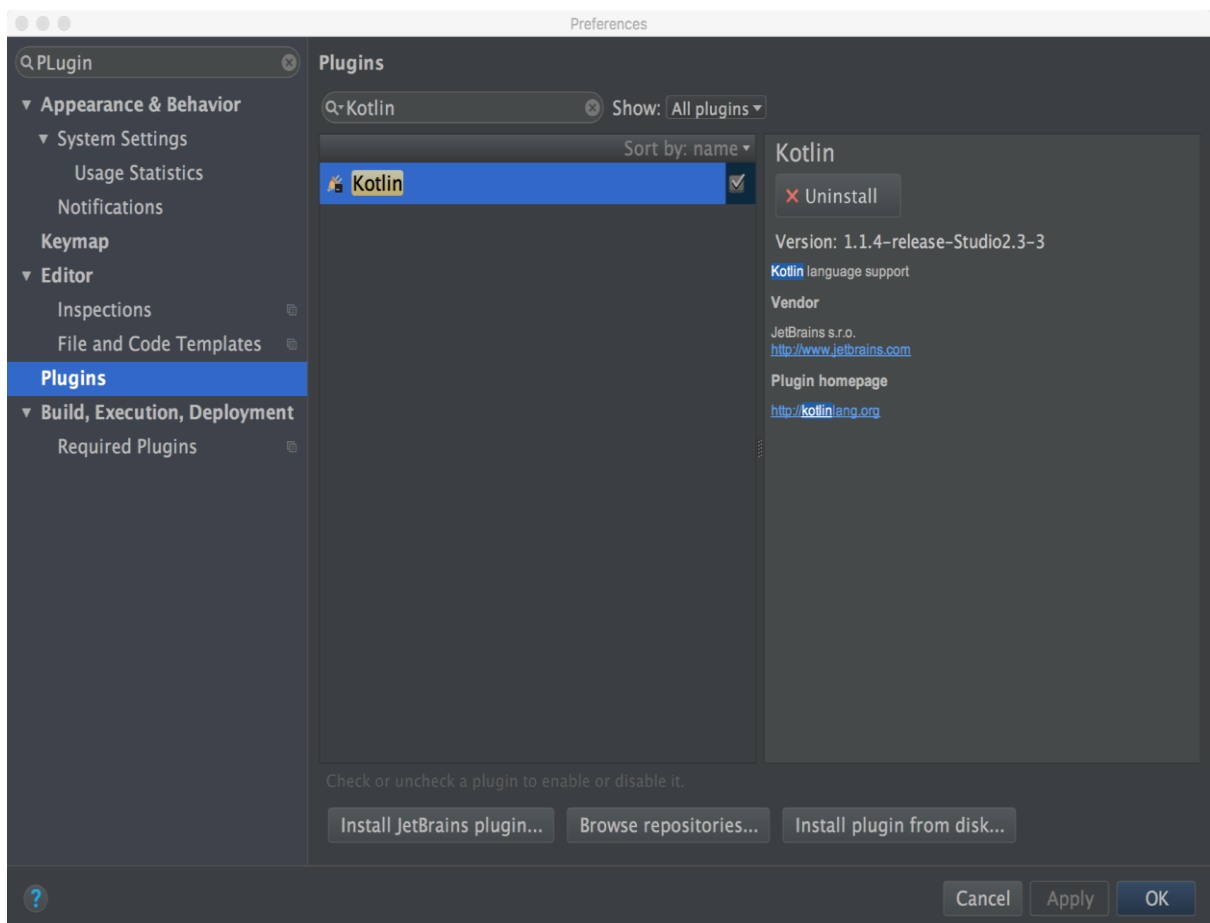 Preferences
PLugin
Appearance & Behavior
System Settings
Usage Statistics
Notifications
Keymap
Editor
Inspections
File and Code Templates
Plugins
Build, Execution, Deployment
Required Plugins
Plugins
Kotlin
Show: All plugins
Sort by: name
Kotlin
Kotlin
Uninstall
Version: 1.1.4-release-Studio2.3-3
Kotlin language support
Vendor
JetBrains s.r.o.
http://www.jetbrains.com
Plugin homepage
http://kotlinlang.org
Check or uncheck a plugin to enable or disable it.
Install JetBrains plugin... Browse repositories... Install plugin from disk...
? Cancel Apply OK